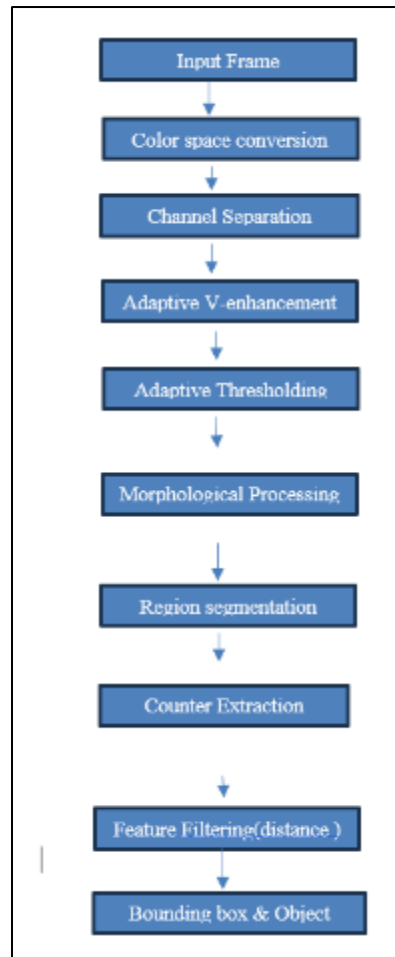 Input Frame
Color space conversion
Channel Separation
Adaptive V-enhancement
Adaptive Thresholding
Morphological Processing
Region segmentation
Counter Extraction
Feature Filtering(distance )
Bounding box & Object